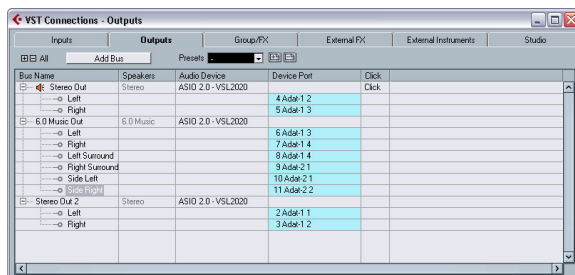 VST Connections - Outputs
Inputs Outputs Group/FX External FX External Instruments Studio
All Add Bus Presets -
Bus Name Speakers Audio Device Device Port Click
Stereo Out Stereo ASIO 2.0 - VSL2020 Click
Left 4 Adat-1 2
Right 5 Adat-1 3
6.0 Music Out 6.0 Music ASIO 2.0 - VSL2020
Left 6 Adat-1 3
Right 7 Adat-1 4
Left Surround 8 Adat-1 4
Right Surround 9 Adat-2 1
Side Left 10 Adat-2 1
Side Right 11 Adat-2 2
Stereo Out 2 Stereo ASIO 2.0 - VSL2020
Left 2 Adat-1 1
Right 3 Adat-1 2